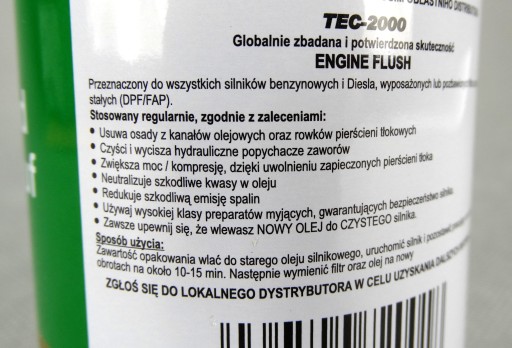 OBLASTNÍHO DISTRIBUT
TEC-2000
Globalnie zbadana i potwierdzona skuteczność
ENGINE FLUSH
Przeznaczony do wszystkich silników benzynowych i Diesla, wyposażonych lub
stałych (DPF/FAP).
Stosowany regularnie, zgodnie z zaleceniami:
• Usuwa osady z kanałów olejowych oraz rowków pierścieni tłokowych
• Czyści i wycisza hydrauliczne popychacze zaworów
• Zwiększa moc / kompresję, dzięki uwolnieniu zapieczonych pierścieni tłoka
• Neutralizuje szkodliwe kwasy w oleju
• Redukuje szkodliwą emisję spalin
• Używaj wysokiej klasy preparatów myjących, gwarantujących bezpieczeństwo silnika.
• Zawsze upewnij się, że wlewasz NOWY OLEJ do CZYSTEGO silnika.
Sposób użycia:
Zawartość opakowania wlać do starego oleju silnikowego, uruchomić silnik i
obrotach na około 10-15 min. Następnie wymienić filtr oraz olej na nowy
ZGŁOŚ SIĘ DO LOKALNEGO DYSTRYBUTORA W CELU UZYSKANIA